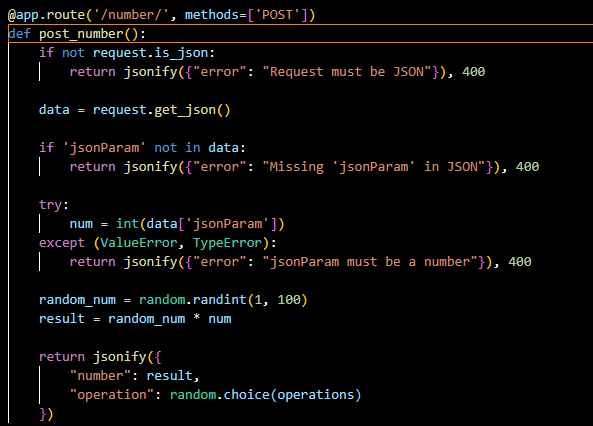 @app.route('/number/', methods=['POST'])
def post_number():
    if not request.is_json:
        return jsonify({"error": "Request must be JSON"}), 400

    data = request.get_json()

    if 'jsonParam' not in data:
        return jsonify({"error": "Missing 'jsonParam' in JSON"}), 400

    try:
        num = int(data['jsonParam'])
    except (ValueError, TypeError):
        return jsonify({"error": "jsonParam must be a number"}), 400

    random_num = random.randint(1, 100)
    result = random_num * num

    return jsonify({
        "number": result,
        "operation": random.choice(operations)
    })